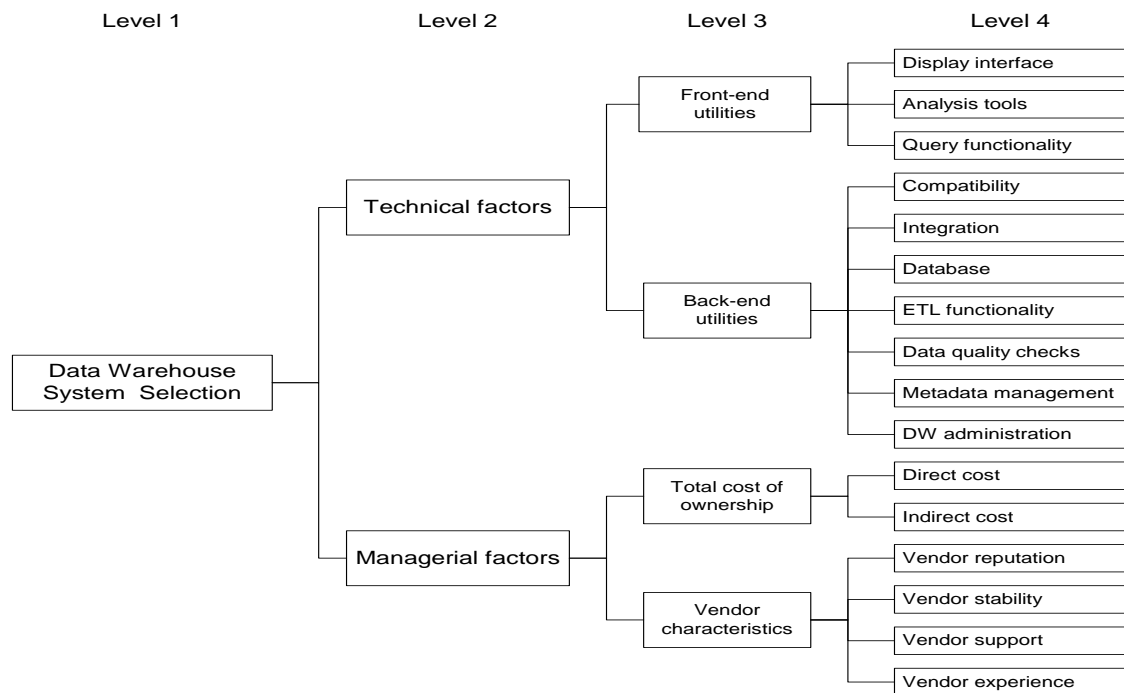 Level 1
Level 2
Level 3
Level 4
Data Warehouse
System Selection
Technical factors
Managerial factors
Front-end
utilities
Back-end
utilities
Total cost of
ownership
Vendor
characteristics
Display interface
Analysis tools
Query functionality
Compatibility
Integration
Database
ETL functionality
Data quality checks
Metadata management
DW administration
Direct cost
Indirect cost
Vendor reputation
Vendor stability
Vendor support
Vendor experience